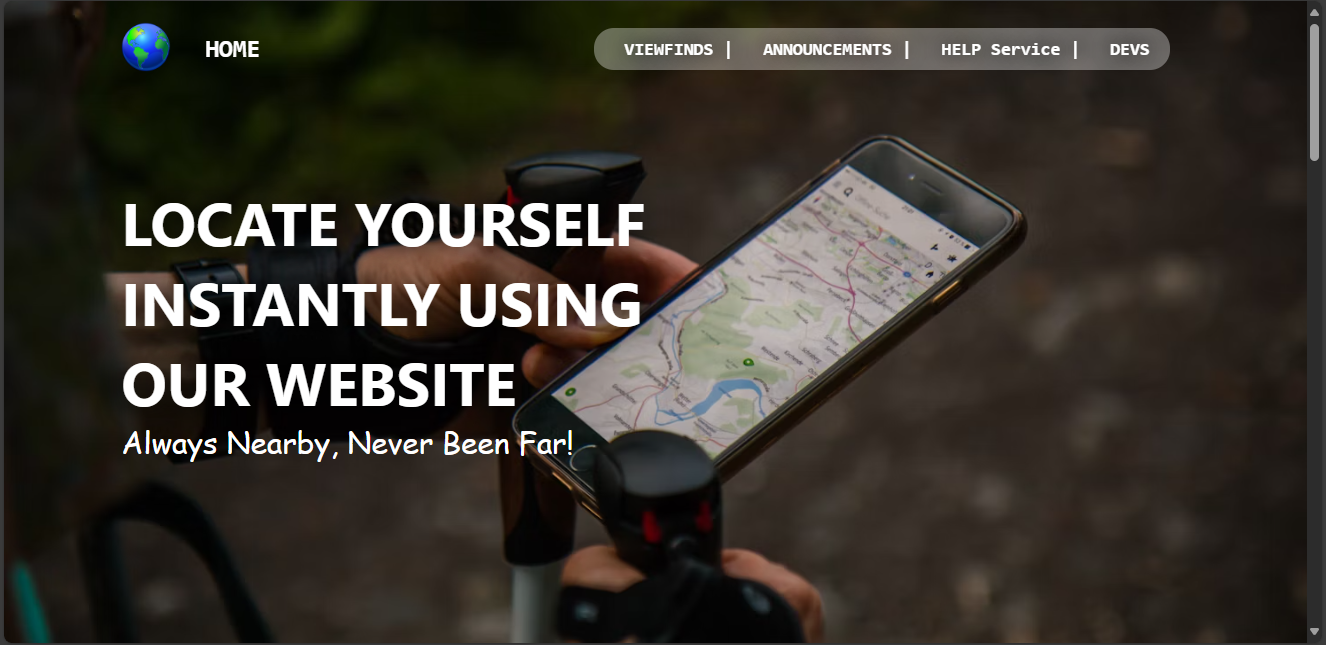 HOME
VIEWFINDS | ANNOUNCEMENTS | HELP Service | DEVS
LOCATE YOURSELF
INSTANTLY USING
OUR WEBSITE
Always Nearby, Never Been Far!